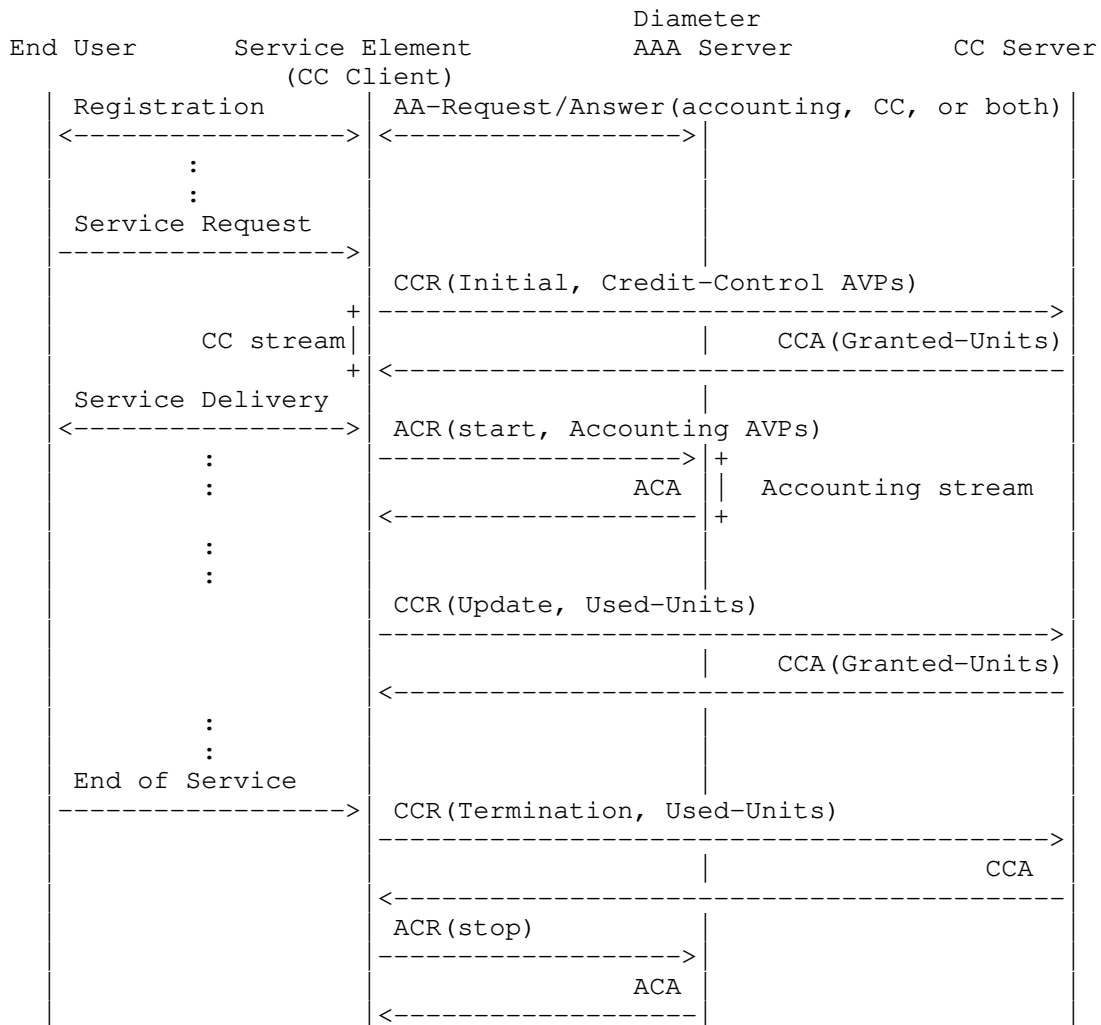 Diameter
End User Service Element AAA Server CC Server
(CC Client)
Registration AA-Request/Answer(accounting, CC, or both)
:
:
Service Request
CCR(Initial, Credit-Control AVPs)
CC stream CCA(Granted-Units)
Service Delivery
ACR(start, Accounting AVPs)
:
: ACA Accounting stream
:
:
CCR(Update, Used-Units)
CCA(Granted-Units)
:
:
End of Service
CCR(Termination, Used-Units)
CCA
ACR(stop)
ACA